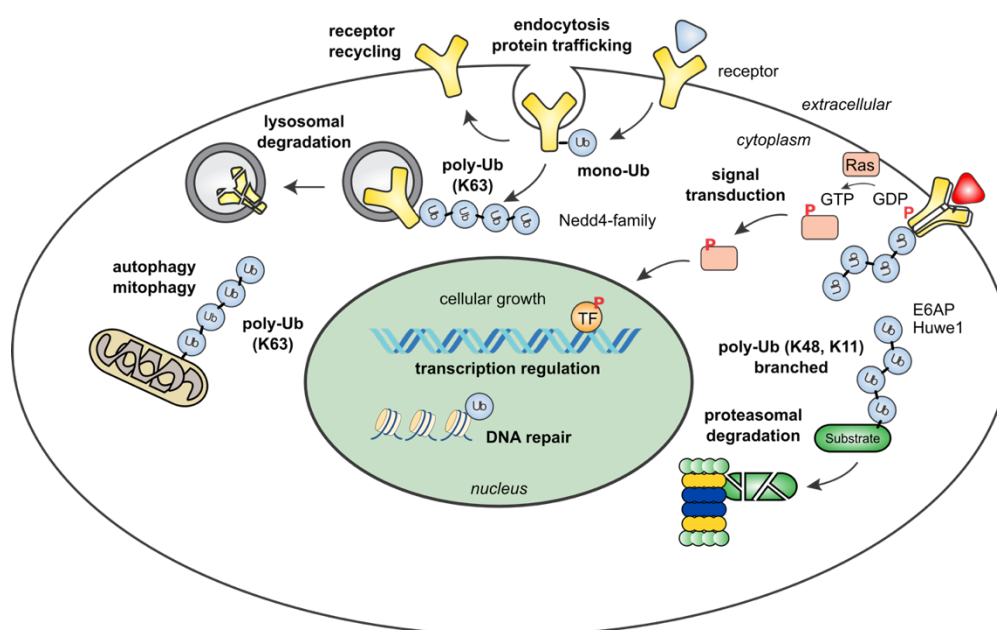 receptor
recycling
endocytosis
protein trafficking
receptor
extracellular
cytoplasm
lysosomal
degradation
poly-Ub
(K63)
Ub
mono-Ub
Ub
Ub
Ub
Ub
Nedd4-family
signal
transduction
Ras
GTP
GDP
P
P
P
Ub
Ub
Ub
Ub
autophagy
mitophagy
Ub
Ub
Ub
Ub
poly-Ub
(K63)
cellular growth
P
TF
transcription regulation
Ub
DNA repair
nucleus
E6AP
Huwe1
poly-Ub (K48, K11)
branched
Ub
Ub
Ub
Ub
proteasomal
degradation
Substrate